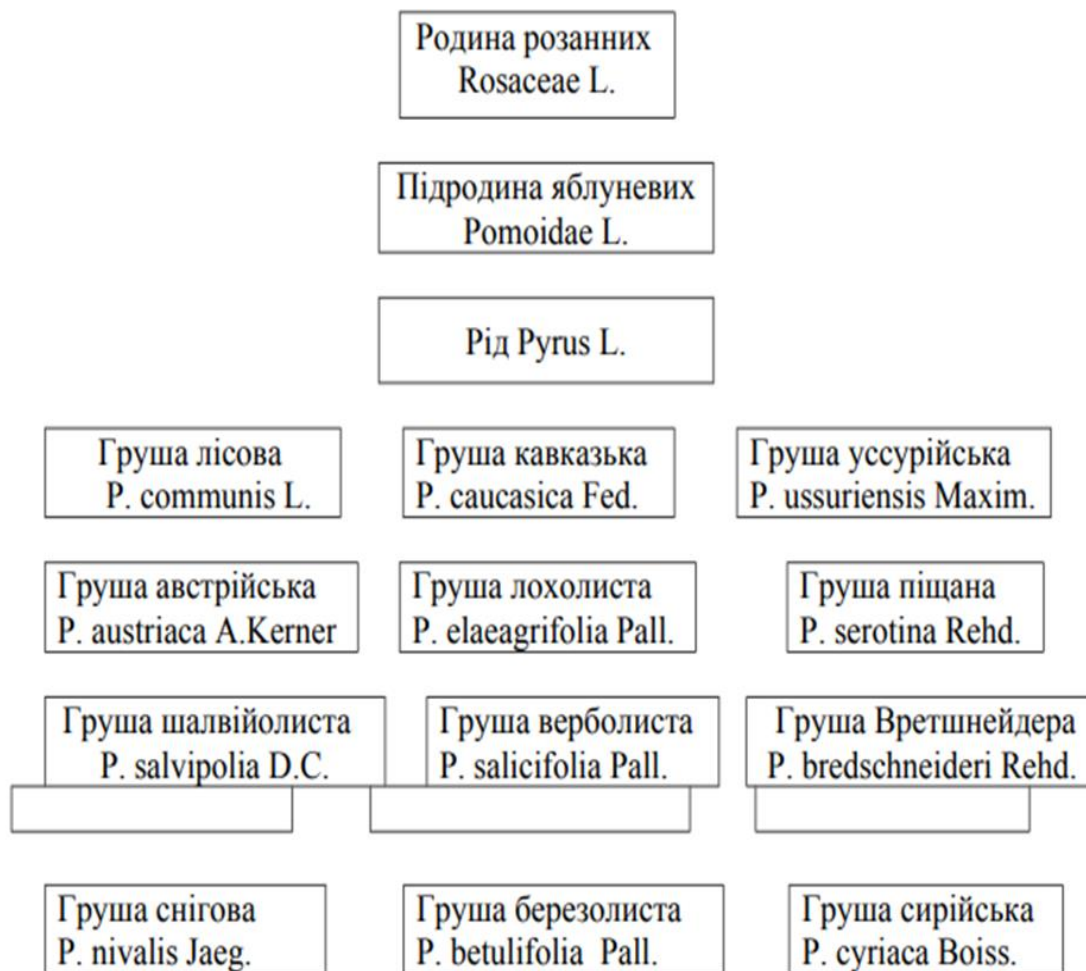 Родина розанних
Rosaceae L.
Підродина яблуневих
Pomoidae L.
Рід Pyrus L.
Груша лісова
P. communis L.
Груша кавказька
P. caucasica Fed.
Груша уссурійська
P. ussuriensis Maxim.
Груша австрійська
P. austriaca A.Kerner
Груша лохолиста
P. elaeagrifolia Pall.
Груша піщана
P. serotina Rehd.
Груша шалвійолиста
P. salvipolia D.C.
Груша верболиста
P. salicifolia Pall.
Груша Вретшнейдера
P. bredschneideri Rehd.
Груша снігова
P. nivalis Jaeg.
Груша березолиста
P. betulifolia Pall.
Груша сирійська
P. cyriaca Boiss.